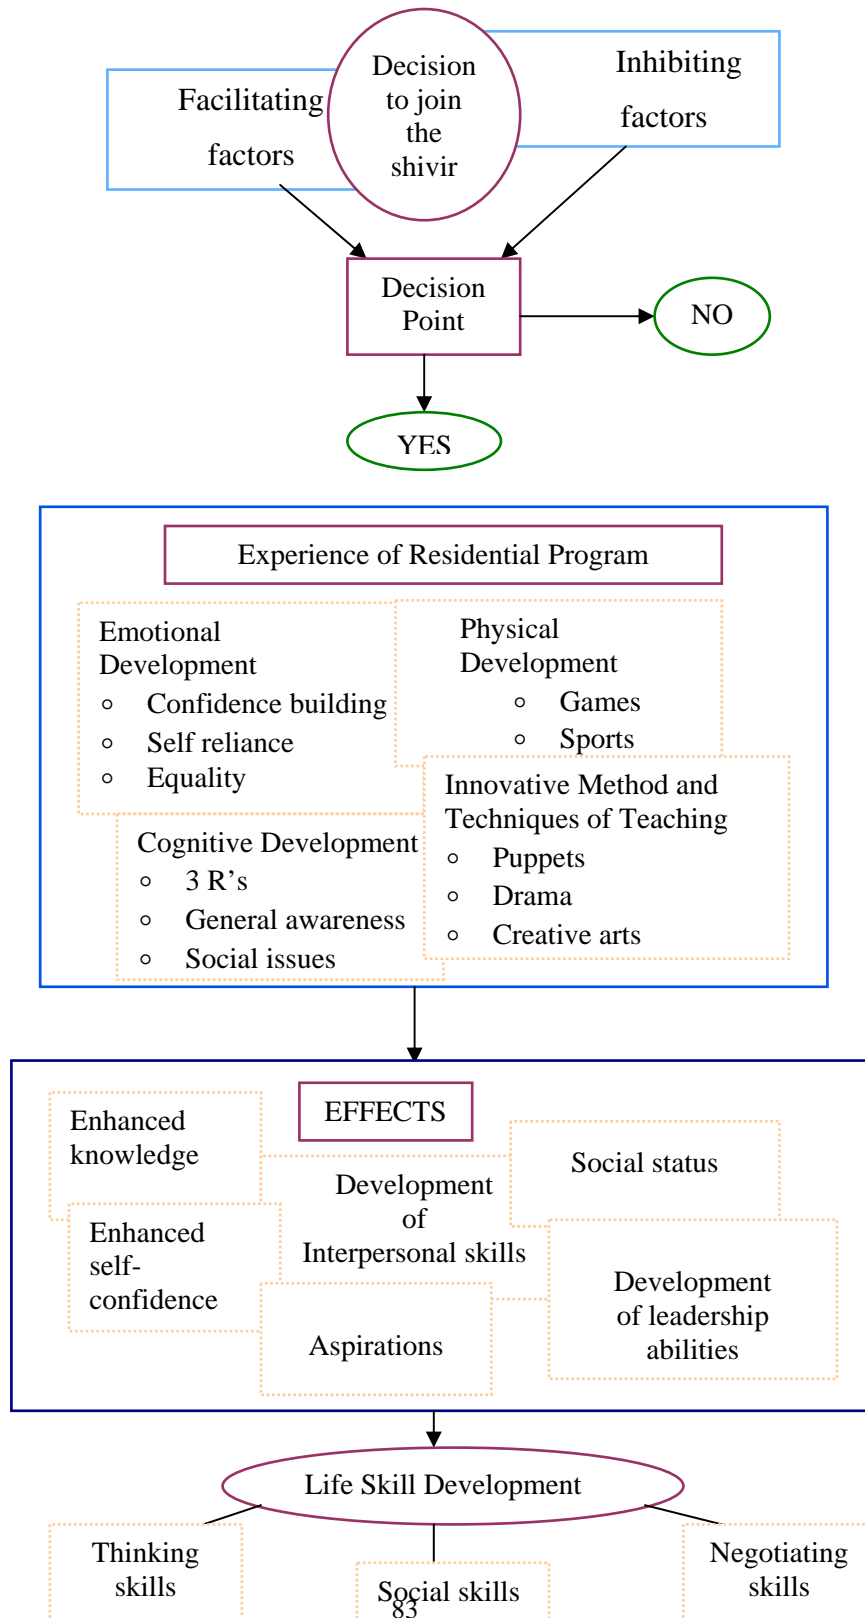 Facilitating
factors
Decision
to join
the
shivir
Inhibiting
factors
Decision
Point
NO
YES
Experience of Residential Program
Emotional
Development
○ Confidence building
○ Self reliance
○ Equality
Physical
Development
○ Games
○ Sports
Cognitive Development
○ 3 R's
○ General awareness
○ Social issues
Innovative Method and
Techniques of Teaching
○ Puppets
○ Drama
○ Creative arts
EFFECTS
Enhanced
knowledge
Development
of
Interpersonal skills
Social status
Enhanced
self-
confidence
Aspirations
Development
of leadership
abilities
Life Skill Development
Thinking
skills
Social skills
Negotiating
skills
83